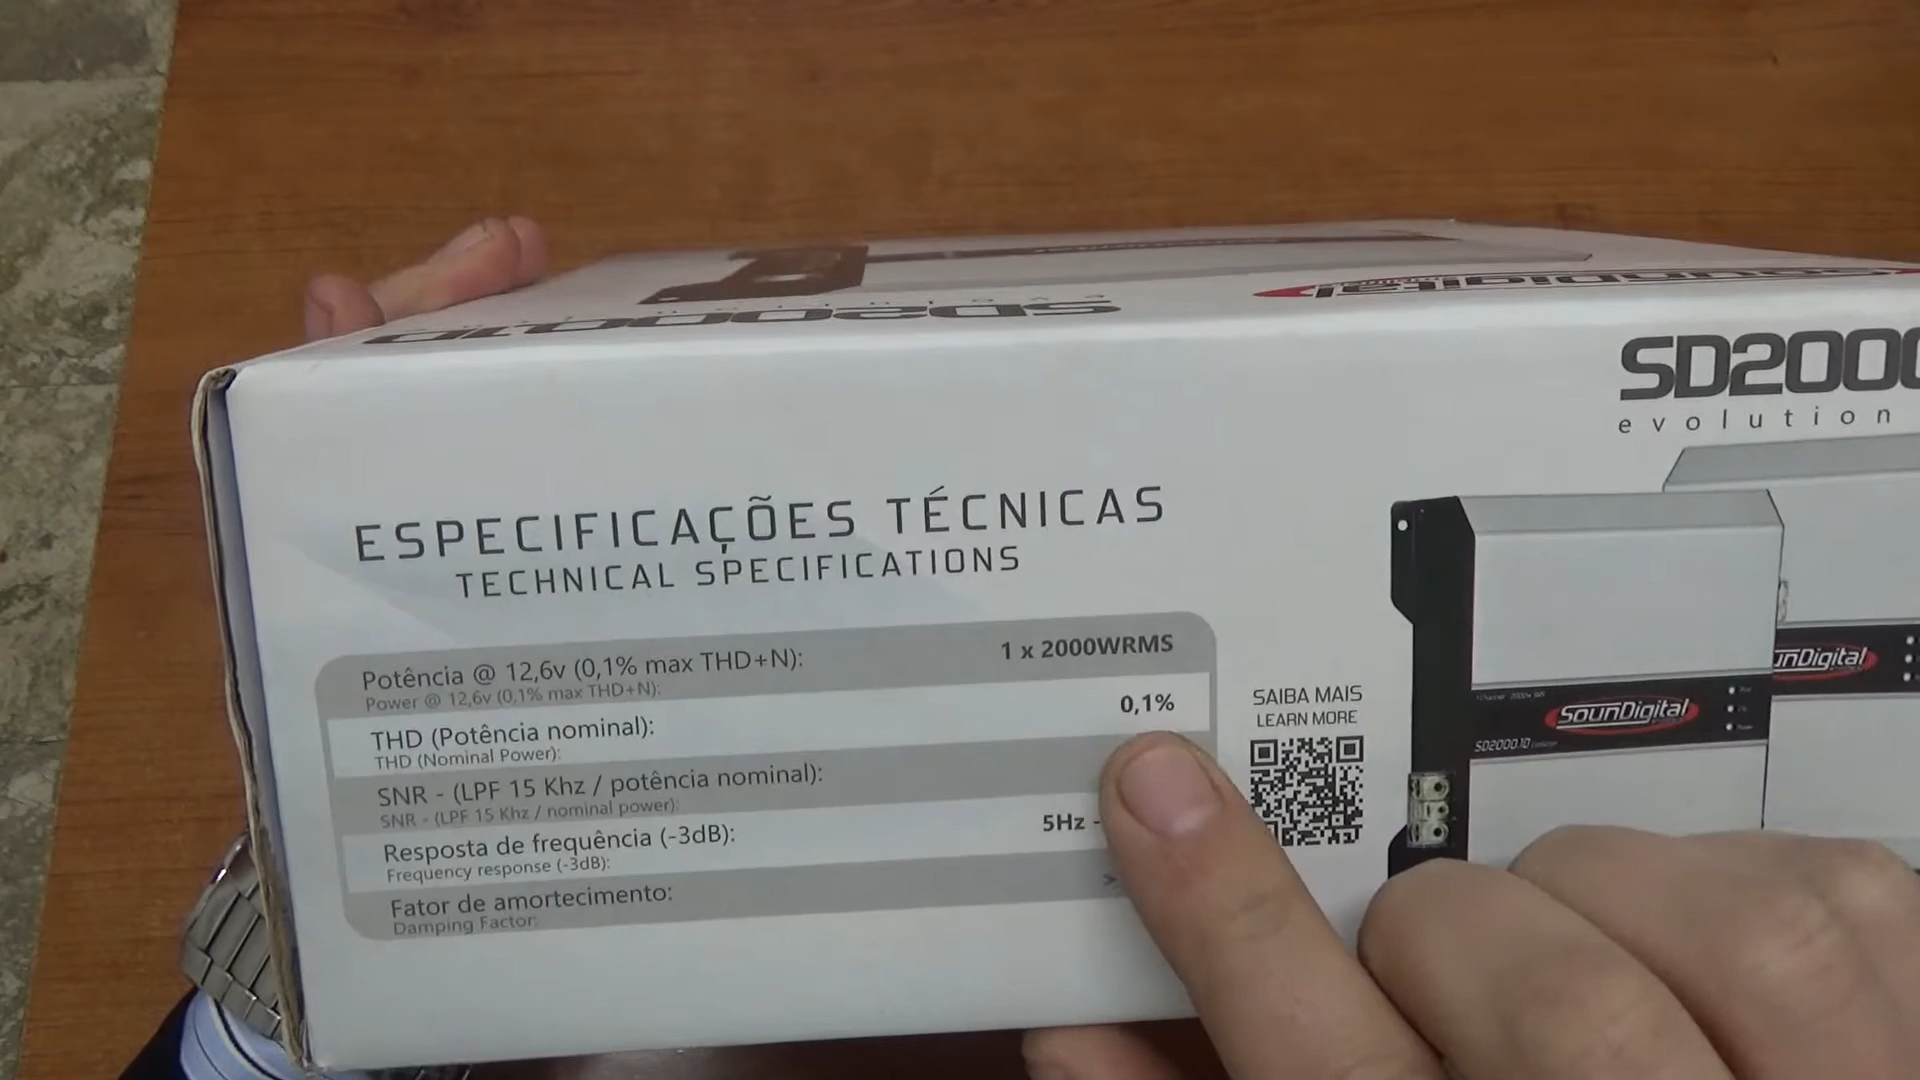 SD2000.1D
SounDigital
SD2000
evolution
ESPECIFICAÇÕES TÉCNICAS
TECHNICAL SPECIFICATIONS
Potência @ 12,6v (0,1% max THD+N): 1 x 2000WRMS
Power @ 12,6v (0,1% max THD+N):
THD (Potência nominal): 0,1%
THD (Nominal Power):
SNR - (LPF 15 Khz / potência nominal):
SNR - (LPF 15 Khz / nominal power):
Resposta de frequência (-3dB): 5Hz -
Frequency response (-3dB):
Fator de amortecimento: >
Damping Factor:
SAIBA MAIS
LEARN MORE
SounDigital
SD2000.1D
unDigital